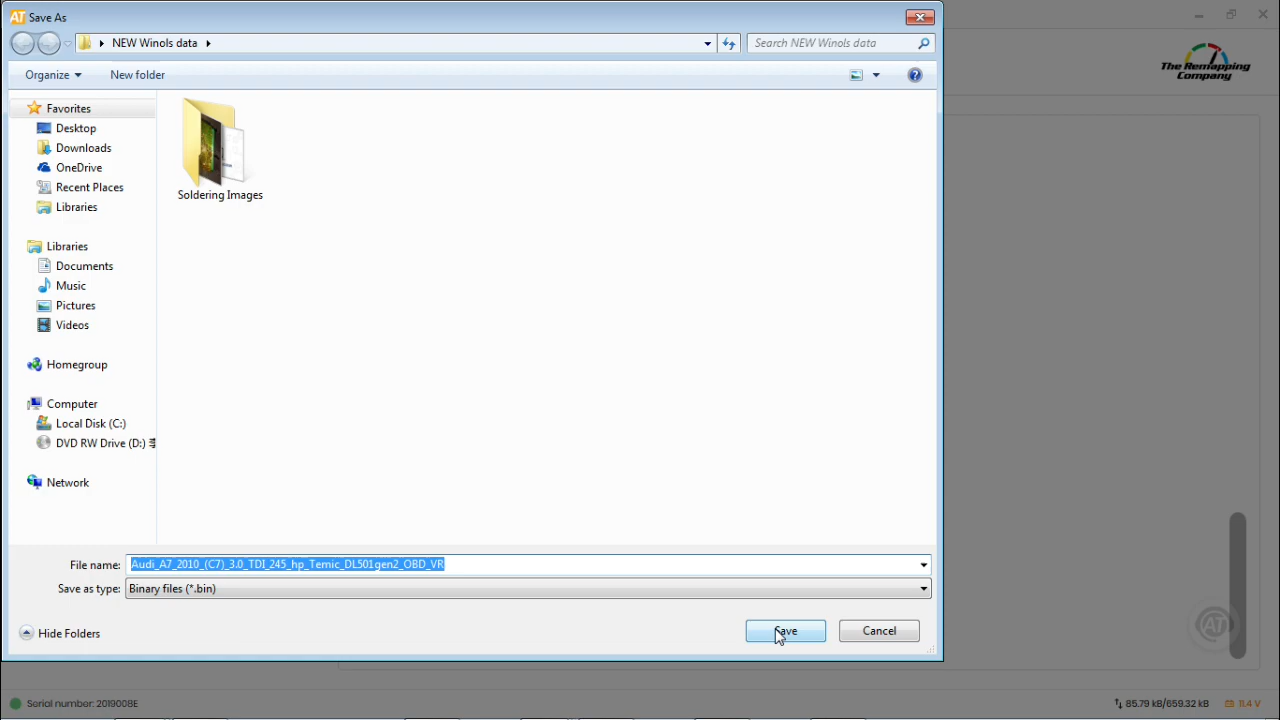 AT Save As
NEW Winols data
Search NEW Winols data
Organize
New folder
The Remapping
Company
Favorites
Desktop
Downloads
OneDrive
Recent Places
Libraries
Libraries
Documents
Music
Pictures
Videos
Homegroup
Computer
Local Disk (C:)
DVD RW Drive (D:)
Network
Soldering Images
File name: Audi_A7_2010_(C7)_3.0_TDI_245_hp_Temic_DL501gen2_OBD_VR
Save as type: Binary files (*.bin)
Hide Folders
Save
Cancel
AT
Serial number: 2019008E
85.79 kB/659.32 kB
11.4 V